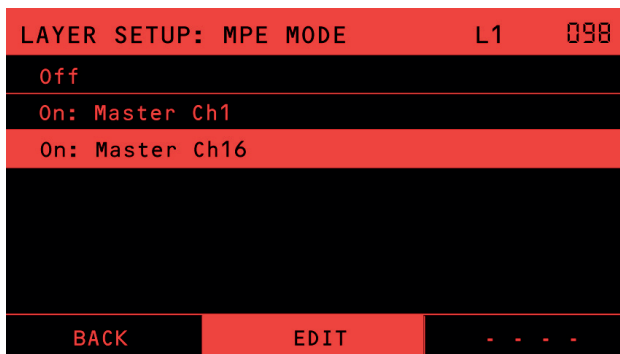 LAYER SETUP: MPE MODE L1 098
Off
On: Master Ch1
On: Master Ch16
BACK EDIT - - - -